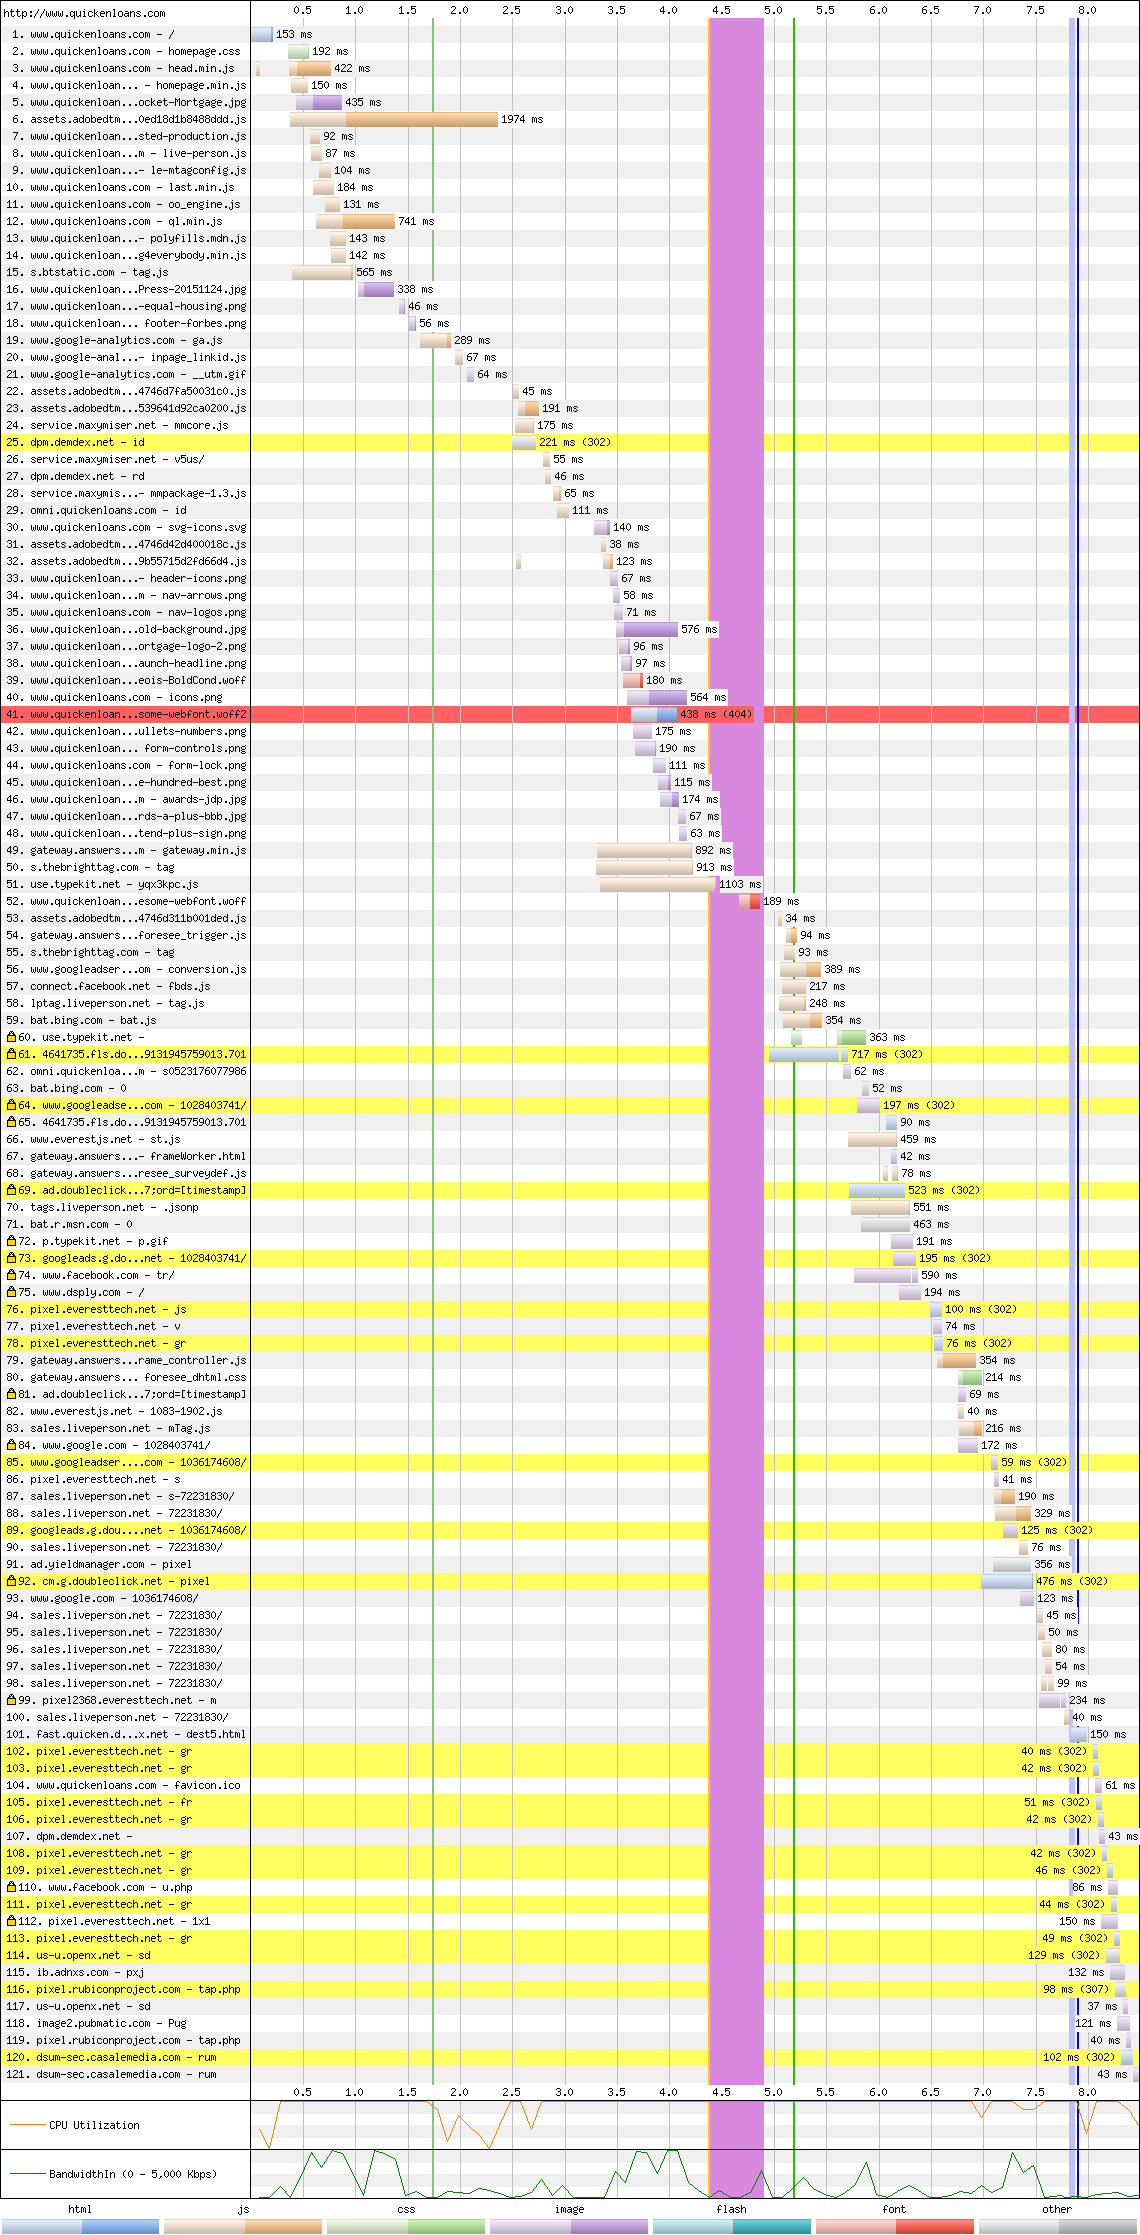 http://www.quickenloans.com 0.5 1.0 1.5 2.0 2.5 3.0 3.5 4.0 4.5 5.0 5.5 6.0 6.5 7.0 7.5 8.0
1. www.quickenloans.com - / 153 ms
2. www.quickenloans.com - homepage.css 192 ms
3. www.quickenloans.com - head.min.js 422 ms
4. www.quickenloan... - homepage.min.js 150 ms
5. www.quickenloan...ocket-Mortgage.jpg 435 ms
6. assets.adobedtm...0ed18d1b8488ddd.js 1974 ms
7. www.quickenloan...sted-production.js 92 ms
8. www.quickenloan...m - live-person.js 87 ms
9. www.quickenloan... - le-mtagconfig.js 104 ms
10. www.quickenloans.com - last.min.js 184 ms
11. www.quickenloans.com - oo_engine.js 131 ms
12. www.quickenloans.com - ql.min.js 741 ms
13. www.quickenloan...- polyfills.mdn.js 143 ms
14. www.quickenloan...g4everybody.min.js 142 ms
15. s.btstatic.com - tag.js 565 ms
16. www.quickenloan...Press-20151124.jpg 338 ms
17. www.quickenloan...-equal-housing.png 46 ms
18. www.quickenloan... footer-forbes.png 56 ms
19. www.google-analytics.com - ga.js 289 ms
20. www.google-anal...- inpage_linkid.js 67 ms
21. www.google-analytics.com - __utm.gif 64 ms
22. assets.adobedtm...4746d7fa50031c0.js 45 ms
23. assets.adobedtm...539641d92ca0200.js 191 ms
24. service.maxymiser.net - mmcore.js 175 ms
25. dpm.demdex.net - id 221 ms (302)
26. service.maxymiser.net - v5us/ 55 ms
27. dpm.demdex.net - rd 46 ms
28. service.maxymis...- mmpackage-1.3.js 65 ms
29. omni.quickenloans.com - id 111 ms
30. www.quickenloans.com - svg-icons.svg 140 ms
31. assets.adobedtm...4746d42d400018c.js 38 ms
32. assets.adobedtm...9b55715d2fd66d4.js 123 ms
33. www.quickenloan...- header-icons.png 67 ms
34. www.quickenloan...m - nav-arrows.png 58 ms
35. www.quickenloans.com - nav-logos.png 71 ms
36. www.quickenloan...old-background.jpg 576 ms
37. www.quickenloan...ortgage-logo-2.png 96 ms
38. www.quickenloan...aunch-headline.png 97 ms
39. www.quickenloan...eois-BoldCond.woff 180 ms
40. www.quickenloans.com - icons.png 564 ms
41. www.quickenloan...some-webfont.woff2 438 ms (404)
42. www.quickenloan...ullets-numbers.png 175 ms
43. www.quickenloan... form-controls.png 190 ms
44. www.quickenloans.com - form-lock.png 111 ms
45. www.quickenloan...e-hundred-best.png 115 ms
46. www.quickenloan...m - awards-jdp.jpg 174 ms
47. www.quickenloan...rds-a-plus-bbb.jpg 67 ms
48. www.quickenloan...tend-plus-sign.png 63 ms
49. gateway.answers...m - gateway.min.js 892 ms
50. s.thebrighttag.com - tag 913 ms
51. use.typekit.net - yqx3kpc.js 1103 ms
52. www.quickenloan...esome-webfont.woff 189 ms
53. assets.adobedtm...4746d311b001ded.js 34 ms
54. gateway.answers...foresee_trigger.js 94 ms
55. s.thebrighttag.com - tag 93 ms
56. www.googleadser...om - conversion.js 389 ms
57. connect.facebook.net - fbds.js 217 ms
58. lptag.liveperson.net - tag.js 248 ms
59. bat.bing.com - bat.js 354 ms
60. use.typekit.net - 363 ms
61. 4641735.fls.do...9131945759013.701 717 ms (302)
62. omni.quickenloa...m - s0523176077986 62 ms
63. bat.bing.com - 0 52 ms
64. www.googleadse...com - 1028403741/ 197 ms (302)
65. 4641735.fls.do...9131945759013.701 90 ms
66. www.everestjs.net - st.js 459 ms
67. gateway.answers...- frameWorker.html 42 ms
68. gateway.answers...resee_surveydef.js 78 ms
69. ad.doubleclick...7;ord=[timestamp] 523 ms (302)
70. tags.liveperson.net - .jsonp 551 ms
71. bat.r.msn.com - 0 463 ms
72. p.typekit.net - p.gif 191 ms
73. googleads.g.do...net - 1028403741/ 195 ms (302)
74. www.facebook.com - tr/ 590 ms
75. www.dsply.com - / 194 ms
76. pixel.everesttech.net - js 100 ms (302)
77. pixel.everesttech.net - v 74 ms
78. pixel.everesttech.net - gr 76 ms (302)
79. gateway.answers...rame_controller.js 354 ms
80. gateway.answers... foresee_dhtml.css 214 ms
81. ad.doubleclick...7;ord=[timestamp] 69 ms
82. www.everestjs.net - 1083-1902.js 40 ms
83. sales.liveperson.net - mTag.js 216 ms
84. www.google.com - 1028403741/ 172 ms
85. www.googleadser....com - 1036174608/ 59 ms (302)
86. pixel.everesttech.net - s 41 ms
87. sales.liveperson.net - s-72231830/ 190 ms
88. sales.liveperson.net - 72231830/ 329 ms
89. googleads.g.dou....net - 1036174608/ 125 ms (302)
90. sales.liveperson.net - 72231830/ 76 ms
91. ad.yieldmanager.com - pixel 356 ms
92. cm.g.doubleclick.net - pixel 476 ms (302)
93. www.google.com - 1036174608/ 123 ms
94. sales.liveperson.net - 72231830/ 45 ms
95. sales.liveperson.net - 72231830/ 50 ms
96. sales.liveperson.net - 72231830/ 80 ms
97. sales.liveperson.net - 72231830/ 54 ms
98. sales.liveperson.net - 72231830/ 99 ms
99. pixel2368.everesttech.net - m 234 ms
100. sales.liveperson.net - 72231830/ 40 ms
101. fast.quicken.d...x.net - dest5.html 150 ms
102. pixel.everesttech.net - gr 40 ms (302)
103. pixel.everesttech.net - gr 42 ms (302)
104. www.quickenloans.com - favicon.ico 61 ms
105. pixel.everesttech.net - fr 51 ms (302)
106. pixel.everesttech.net - gr 42 ms (302)
107. dpm.demdex.net - 43 ms
108. pixel.everesttech.net - gr 42 ms (302)
109. pixel.everesttech.net - gr 46 ms (302)
110. www.facebook.com - u.php 86 ms
111. pixel.everesttech.net - gr 44 ms (302)
112. pixel.everesttech.net - 1x1 150 ms
113. pixel.everesttech.net - gr 49 ms (302)
114. us-u.openx.net - sd 129 ms (302)
115. ib.adnxs.com - pxj 132 ms
116. pixel.rubiconproject.com - tap.php 98 ms (307)
117. us-u.openx.net - sd 37 ms
118. image2.pubmatic.com - Pug 121 ms
119. pixel.rubiconproject.com - tap.php 40 ms
120. dsum-sec.casalemedia.com - rum 102 ms (302)
121. dsum-sec.casalemedia.com - rum 43 ms
0.5 1.0 1.5 2.0 2.5 3.0 3.5 4.0 4.5 5.0 5.5 6.0 6.5 7.0 7.5 8.0
CPU Utilization
BandwidthIn (0 - 5,000 Kbps)
html js css image flash font other